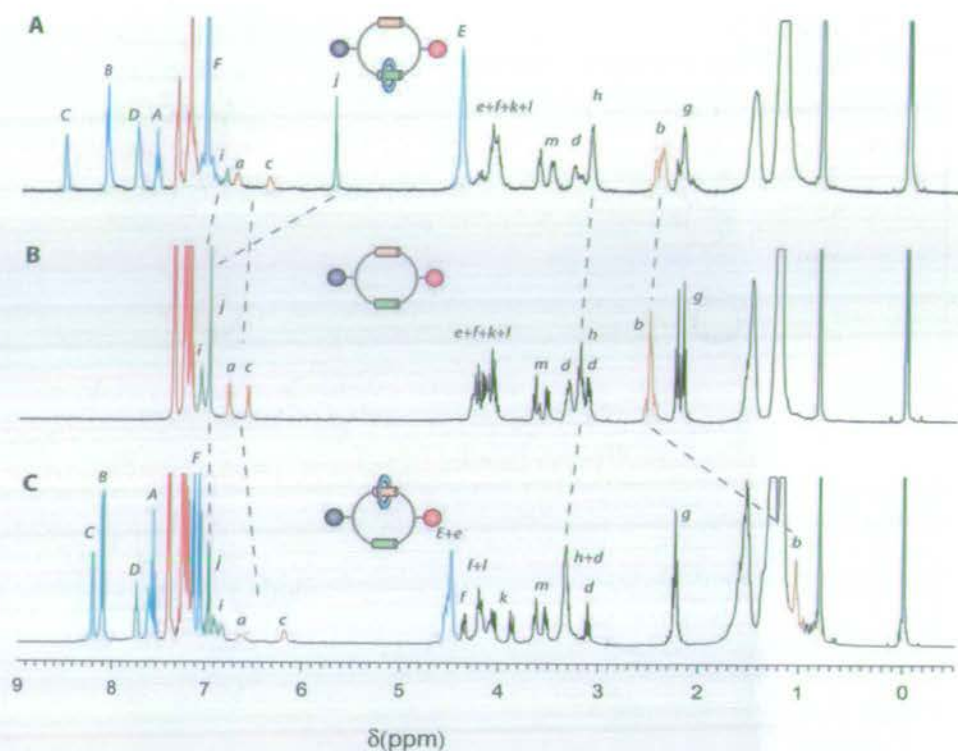 A
C B D A F i a c j E e+f+k+l m d h b g
B
i j a c e+f+k+l m d h d b g
C
C B D A F j i a c E+e f f+l k m h+d d g b
9 8 7 6 5 4 3 2 1 0
δ(ppm)